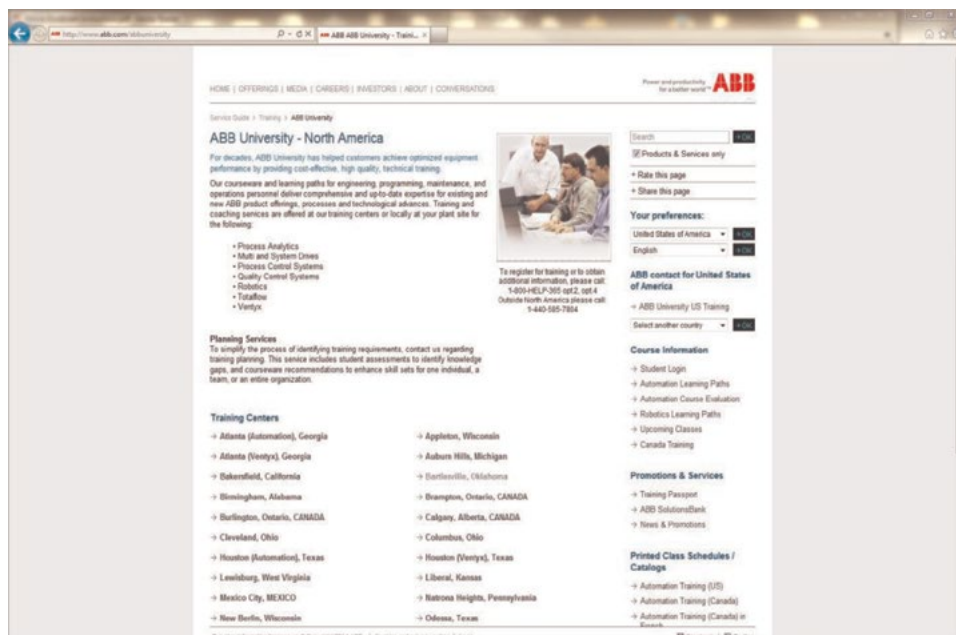 http://www.abb.com/abbuniversity
ABB ABB University - Traini...
HOME | OFFERINGS | MEDIA | CAREERS | INVESTORS | ABOUT | CONVERSATIONS
Power and productivity
for a better world™
ABB
Service Guide > Training > ABB University
ABB University - North America
For decades, ABB University has helped customers achieve optimized equipment
performance by providing cost-effective, high quality, technical training.
Our courseware and learning paths for engineering, programming, maintenance, and
operations personnel deliver comprehensive and up-to-date expertise for existing and
new ABB product offerings, processes and technological advances. Training and
coaching services are offered at our training centers or locally at your plant site for
the following:
• Process Analytics
• Multi and System Drives
• Process Control Systems
• Quality Control Systems
• Robotics
• Totalflow
• Ventyx
To register for training or to obtain
additional information, please call:
1-800-HELP-365 opt.2, opt.4
Outside North America please call:
1-440-585-7804
Planning Services
To simplify the process of identifying training requirements, contact us regarding
training planning. This service includes student assessments to identify knowledge
gaps, and courseware recommendations to enhance skill sets for one individual, a
team, or an entire organization.
Training Centers
→ Atlanta (Automation), Georgia
→ Appleton, Wisconsin
→ Atlanta (Ventyx), Georgia
→ Auburn Hills, Michigan
→ Bakersfield, California
→ Bartlesville, Oklahoma
→ Birmingham, Alabama
→ Brampton, Ontario, CANADA
→ Burlington, Ontario, CANADA
→ Calgary, Alberta, CANADA
→ Cleveland, Ohio
→ Columbus, Ohio
→ Houston (Automation), Texas
→ Houston (Ventyx), Texas
→ Lewisburg, West Virginia
→ Liberal, Kansas
→ Mexico City, MEXICO
→ Natrona Heights, Pennsylvania
→ New Berlin, Wisconsin
→ Odessa, Texas
Search
OK
Products & Services only
+ Rate this page
+ Share this page
Your preferences:
United States of America
OK
English
OK
ABB contact for United States
of America
→ ABB University US Training
Select another country
OK
Course Information
→ Student Login
→ Automation Learning Paths
→ Automation Course Evaluation
→ Robotics Learning Paths
→ Upcoming Classes
→ Canada Training
Promotions & Services
→ Training Passport
→ ABB SolutionsBank
→ News & Promotions
Printed Class Schedules /
Catalogs
→ Automation Training (US)
→ Automation Training (Canada)
→ Automation Training (Canada) in
French